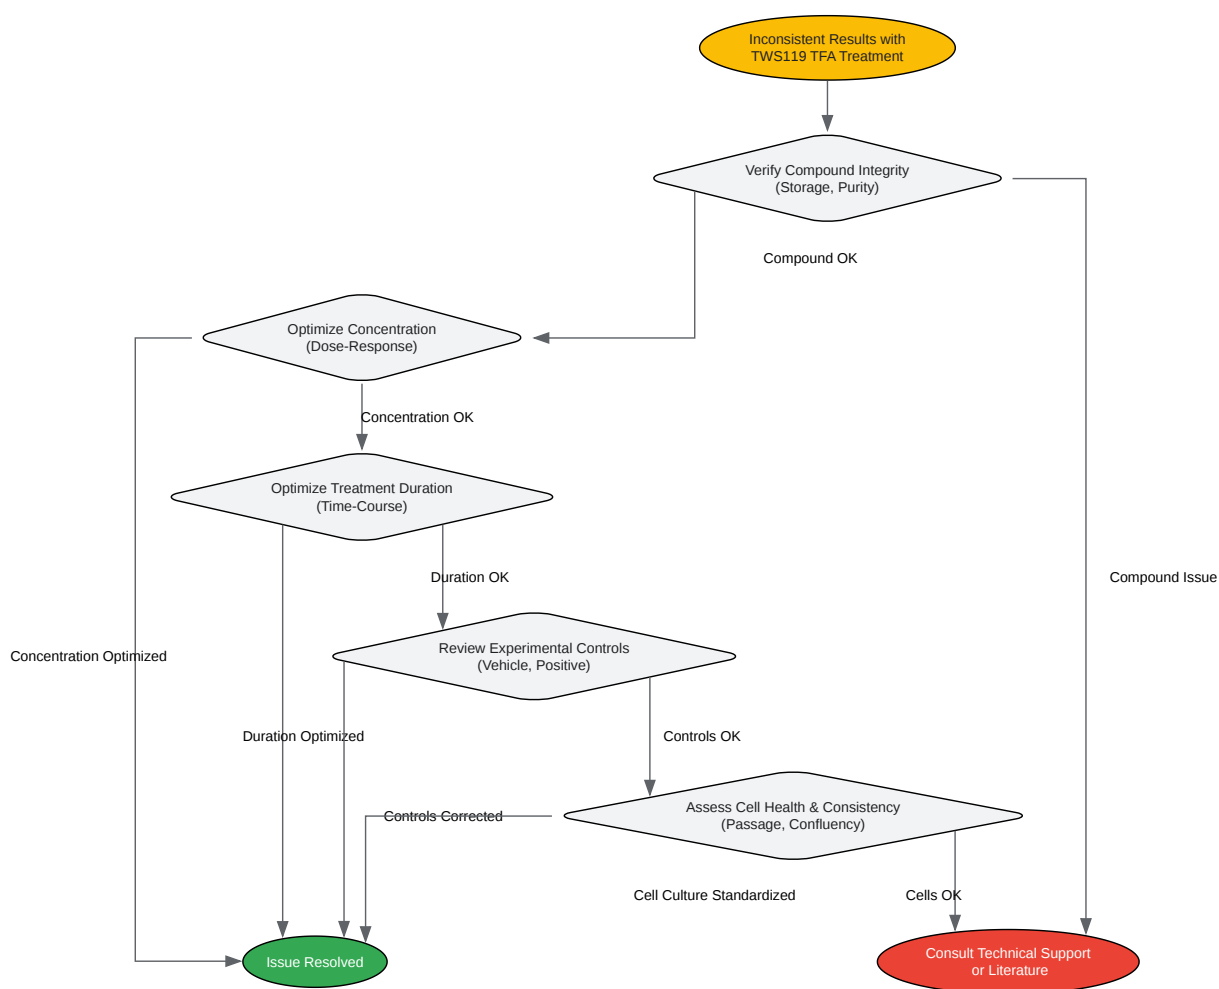 Inconsistent Results with
TWS119 TFA Treatment
Verify Compound Integrity
(Storage, Purity)
Compound OK
Optimize Concentration
(Dose-Response)
Concentration OK
Optimize Treatment Duration
(Time-Course)
Duration OK
Compound Issue
Review Experimental Controls
(Vehicle, Positive)
Concentration Optimized
Duration Optimized
Controls OK
Assess Cell Health & Consistency
(Passage, Confluency)
Controls Corrected
Cell Culture Standardized
Cells OK
Issue Resolved
Consult Technical Support
or Literature